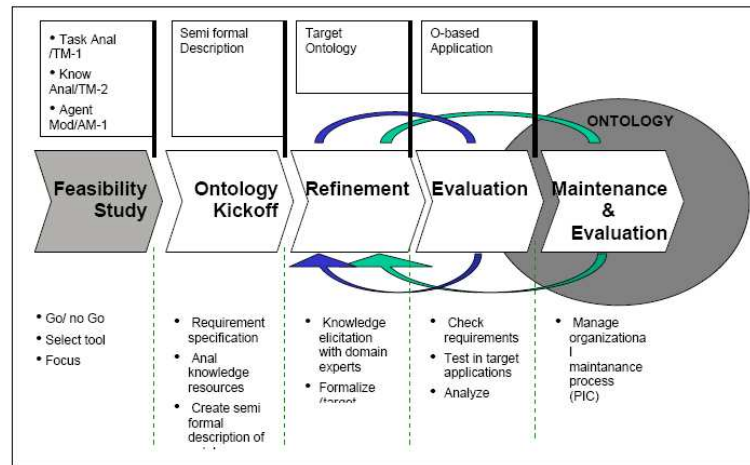 • Task Anal
/TM-1
• Know
Anal/TM-2
• Agent
Mod/AM-1
Semi formal
Description
Target
Ontology
O-based
Application
ONTOLOGY
Feasibility
Study
Ontology
Kickoff
Refinement
Evaluation
Maintenance
&
Evaluation
• Go/ no Go
• Select tool
• Focus
• Requirement
specification
• Anal
knowledge
resources
• Create semi
formal
description of
• Knowledge
elicitation
with domain
experts
• Formalize
/target
• Check
requirements
• Test in target
applications
• Analyze
• Manage
organizationa
l
maintanance
process
(PIC)